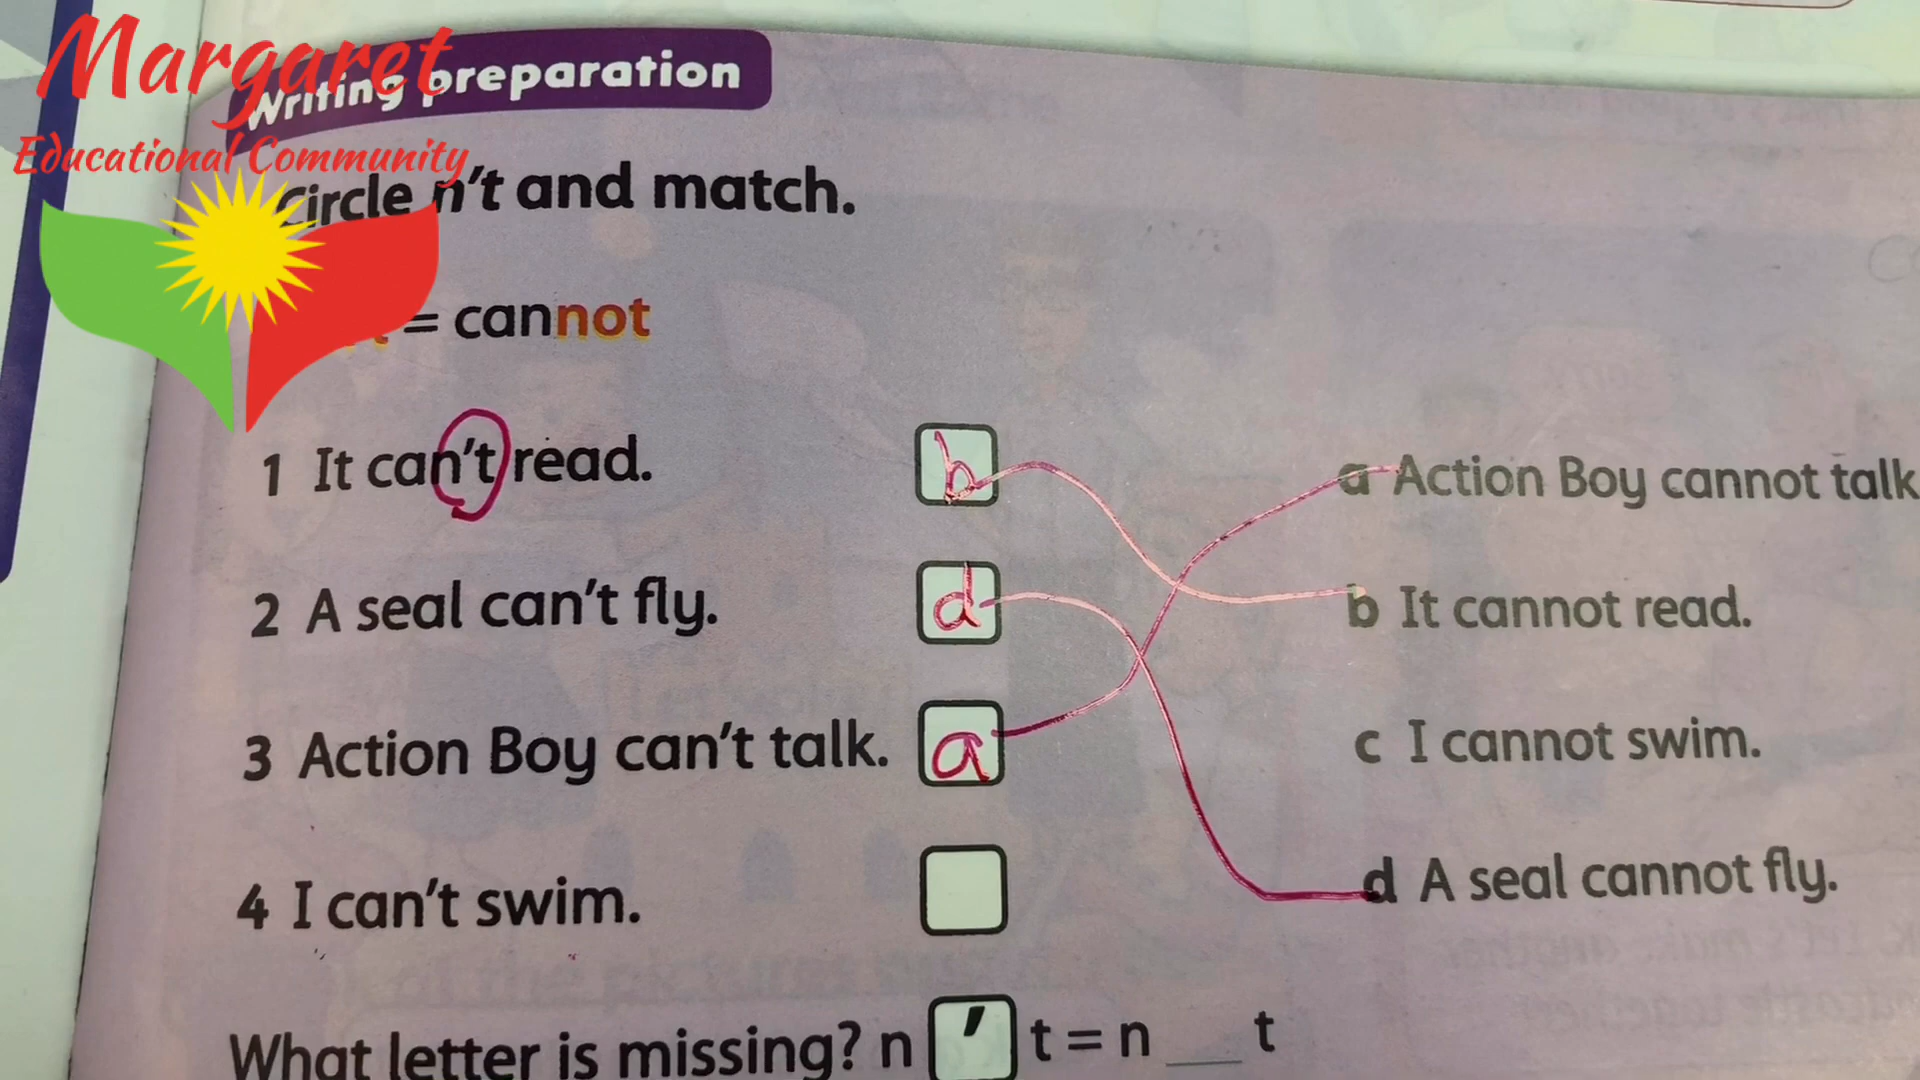 Margaret
Educational Community
Writing preparation
Circle n't and match.
= cannot
1 It can't read.
b
a Action Boy cannot talk
2 A seal can't fly.
d
b It cannot read.
3 Action Boy can't talk.
a
c I cannot swim.
4 I can't swim.
d A seal cannot fly.
What letter is missing? n ' t = n __ t